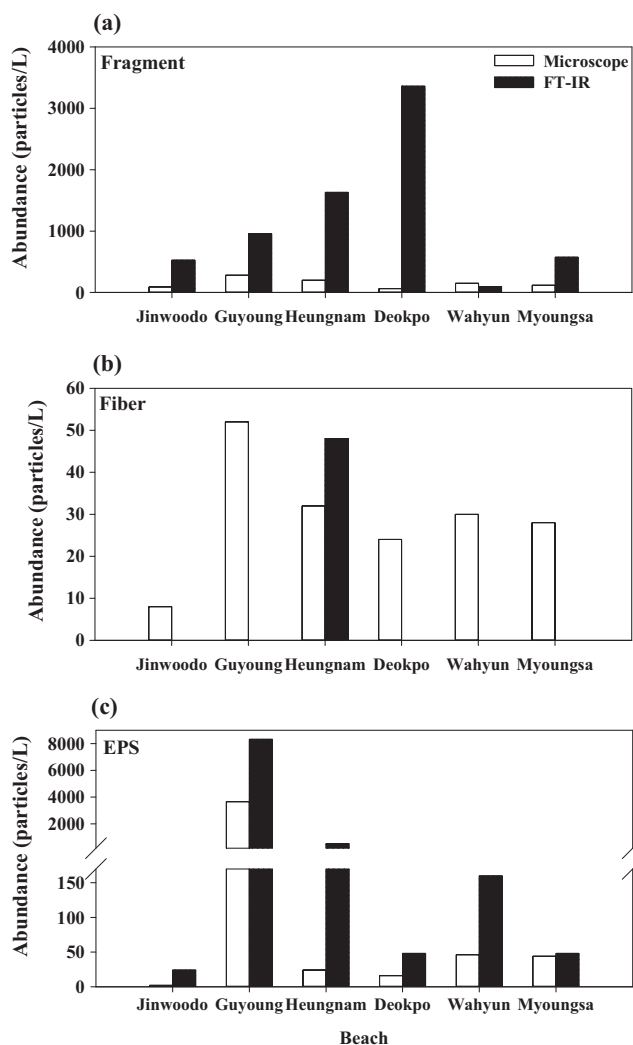 (a)
Fragment
Microscope
FT-IR
Abundance (particles/L)
4000
3000
2000
1000
0
Jinwoodo Guyoung Heungnam Deokpo Wahyun Myoungsa
(b)
Fiber
Abundance (particles/L)
60
50
40
30
20
10
0
Jinwoodo Guyoung Heungnam Deokpo Wahyun Myoungsa
(c)
EPS
Abundance (particles/L)
8000
6000
4000
2000
150
100
50
0
Jinwoodo Guyoung Heungnam Deokpo Wahyun Myoungsa
Beach